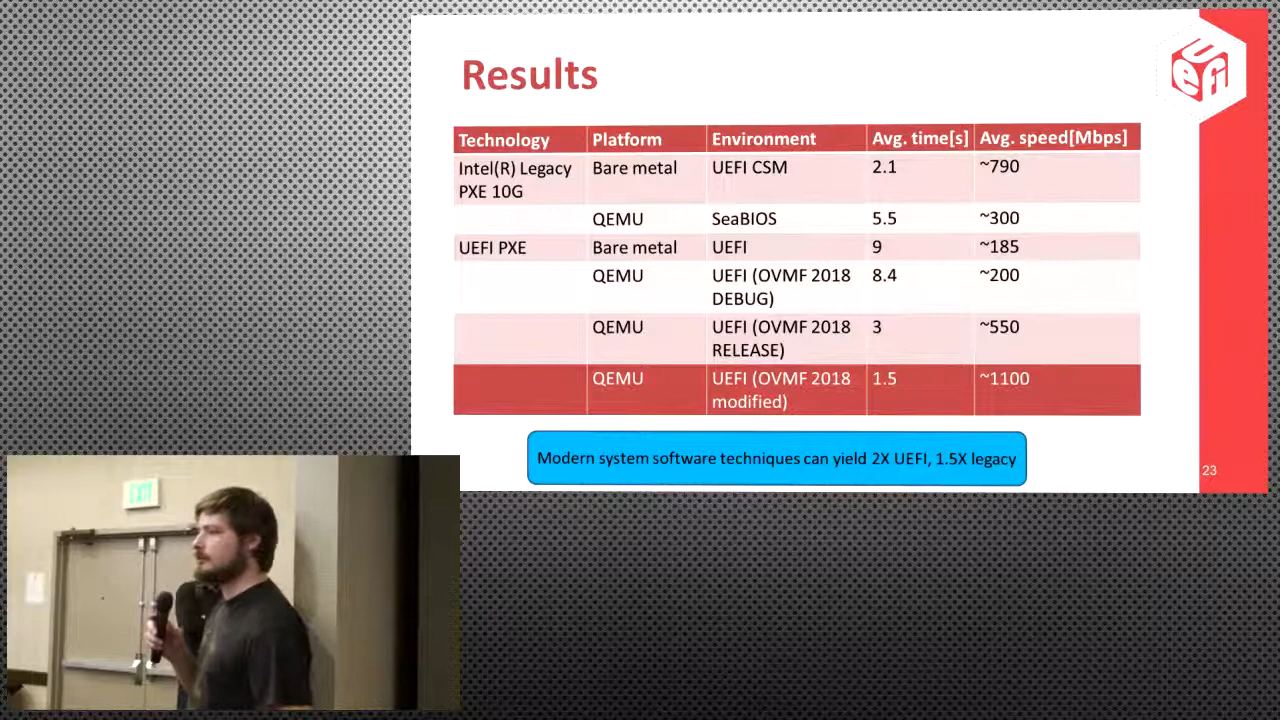 Results
UEFI
Technology Platform Environment Avg. time[s] Avg. speed[Mbps]
Intel(R) Legacy Bare metal UEFI CSM 2.1 ~790
PXE 10G
QEMU SeaBIOS 5.5 ~300
UEFI PXE Bare metal UEFI 9 ~185
QEMU UEFI (OVMF 2018 8.4 ~200
DEBUG)
QEMU UEFI (OVMF 2018 3 ~550
RELEASE)
QEMU UEFI (OVMF 2018 1.5 ~1100
modified)
Modern system software techniques can yield 2X UEFI, 1.5X legacy
23
EXIT